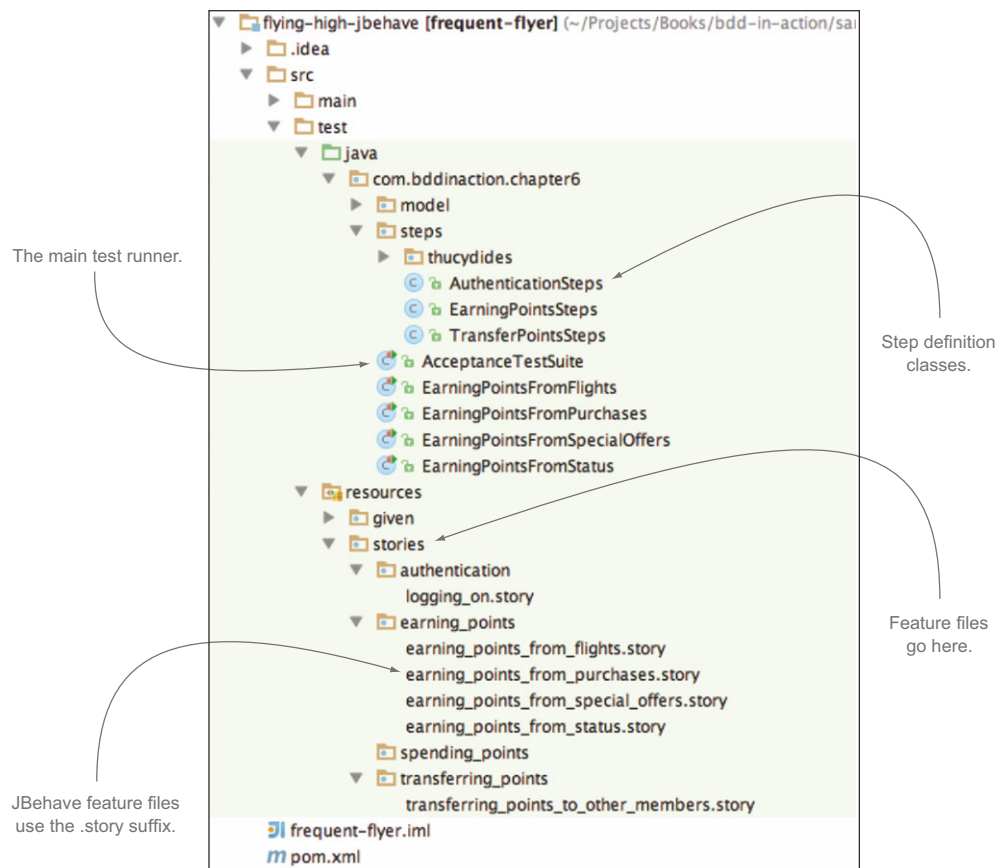 flying-high-jbehave [frequent-flyer] (~/Projects/Books/bdd-in-action/sa
.idea
src
main
test
java
com.bddinaction.chapter6
model
steps
thucydides
AuthenticationSteps
EarningPointsSteps
TransferPointsSteps
AcceptanceTestSuite
EarningPointsFromFlights
EarningPointsFromPurchases
EarningPointsFromSpecialOffers
EarningPointsFromStatus
resources
given
stories
authentication
logging_on.story
earning_points
earning_points_from_flights.story
earning_points_from_purchases.story
earning_points_from_special_offers.story
earning_points_from_status.story
spending_points
transferring_points
transferring_points_to_other_members.story
frequent-flyer.iml
pom.xml
The main test runner.
Step definition
classes.
Feature files
go here.
JBehave feature files
use the .story suffix.